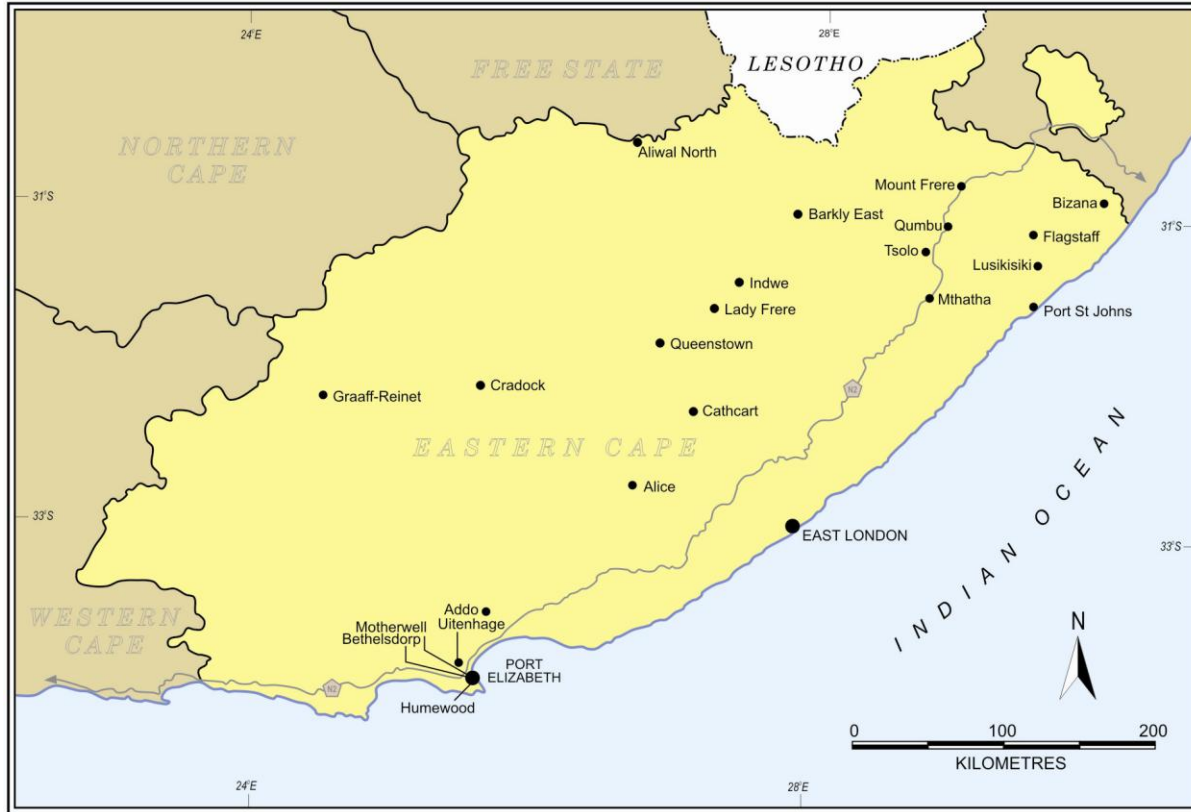 24°E
28°E
FREE STATE
LESOTHO
NORTHERN
CAPE
Aliwal North
31°S
Mount Frere
Barkly East
Bizana
Qumbu
31°S
Flagstaff
Tsolo
Lusikisiki
Indwe
Mthatha
Lady Frere
Port St Johns
Queenstown
Cradock
N2
Graaff-Reinet
Cathcart
EASTERN CAPE
Alice
33°S
EAST LONDON
33°S
INDIAN OCEAN
WESTERN
CAPE
Addo
Uitenhage
Motherwell
Bethelsdorp
PORT
ELIZABETH
N2
Humewood
N
0 100 200
KILOMETRES
24°E
28°E